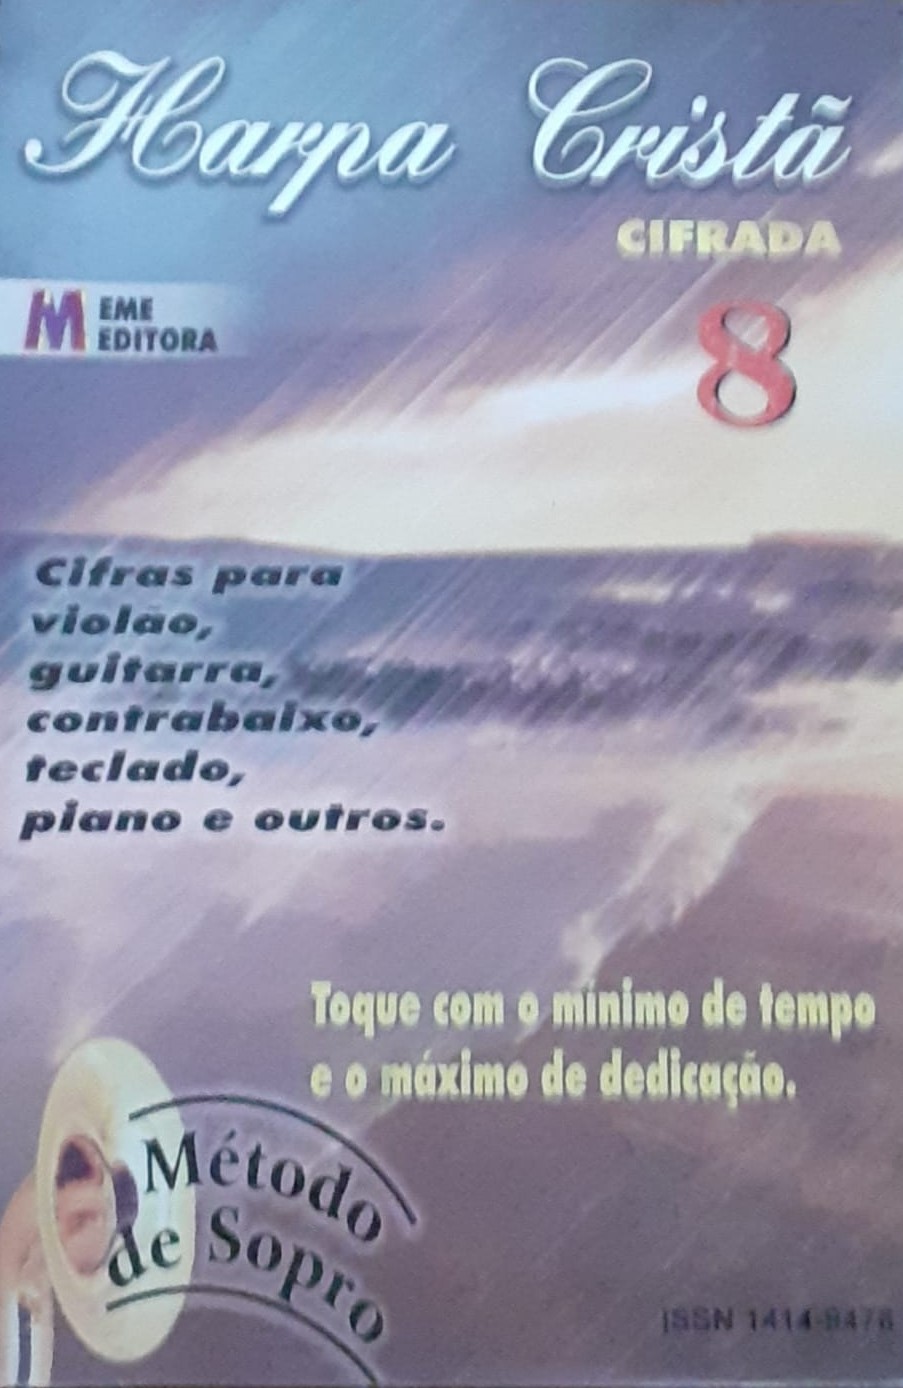 Harpa Cristã
CIFRADA
M EME
EDITORA
8
Cifras para
violão,
guitarra,
contrabaixo,
teclado,
piano e outros.
Toque com o mínimo de tempo
e o máximo de dedicação.
Método
de Sopro
ISSN 1414-9476